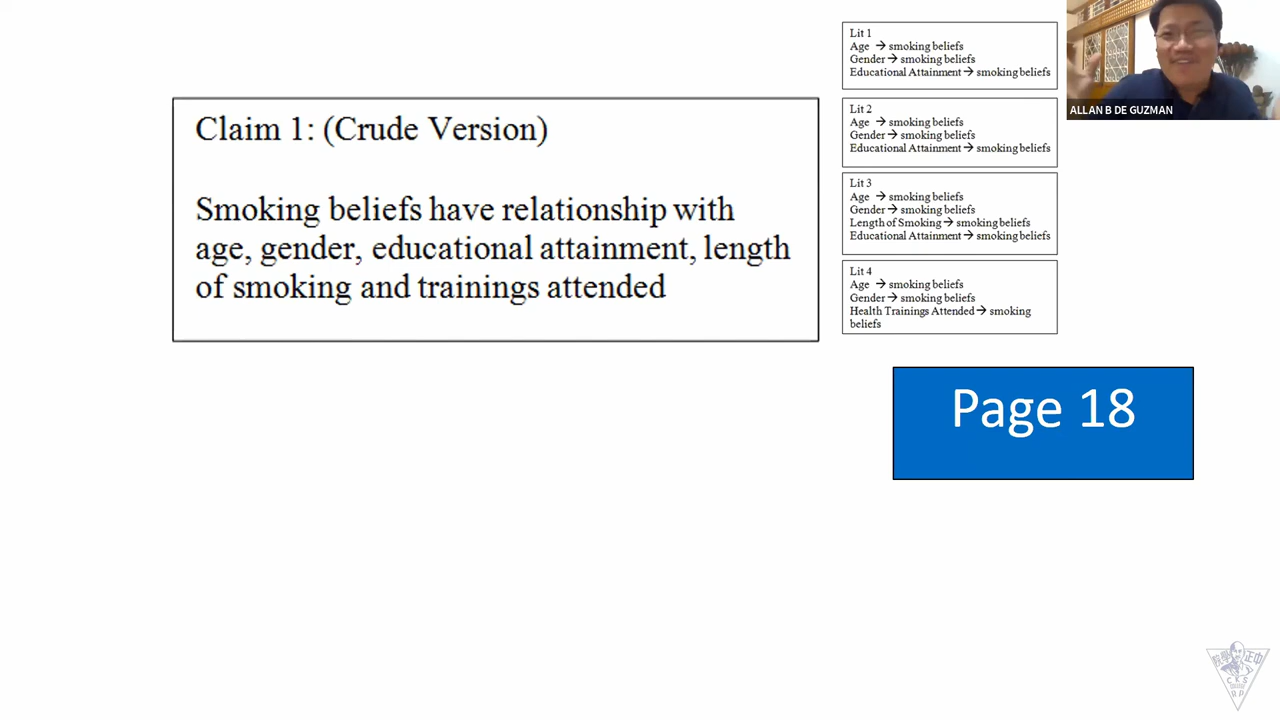 Claim 1: (Crude Version)
Smoking beliefs have relationship with
age, gender, educational attainment, length
of smoking and trainings attended
Lit 1
Age → smoking beliefs
Gender → smoking beliefs
Educational Attainment → smoking beliefs
Lit 2
Age → smoking beliefs
Gender → smoking beliefs
Educational Attainment → smoking beliefs
Lit 3
Age → smoking beliefs
Gender → smoking beliefs
Length of Smoking → smoking beliefs
Educational Attainment → smoking beliefs
Lit 4
Age → smoking beliefs
Gender → smoking beliefs
Health Trainings Attended → smoking
beliefs
ALLAN B DE GUZMAN
Page 18
正中
C K S